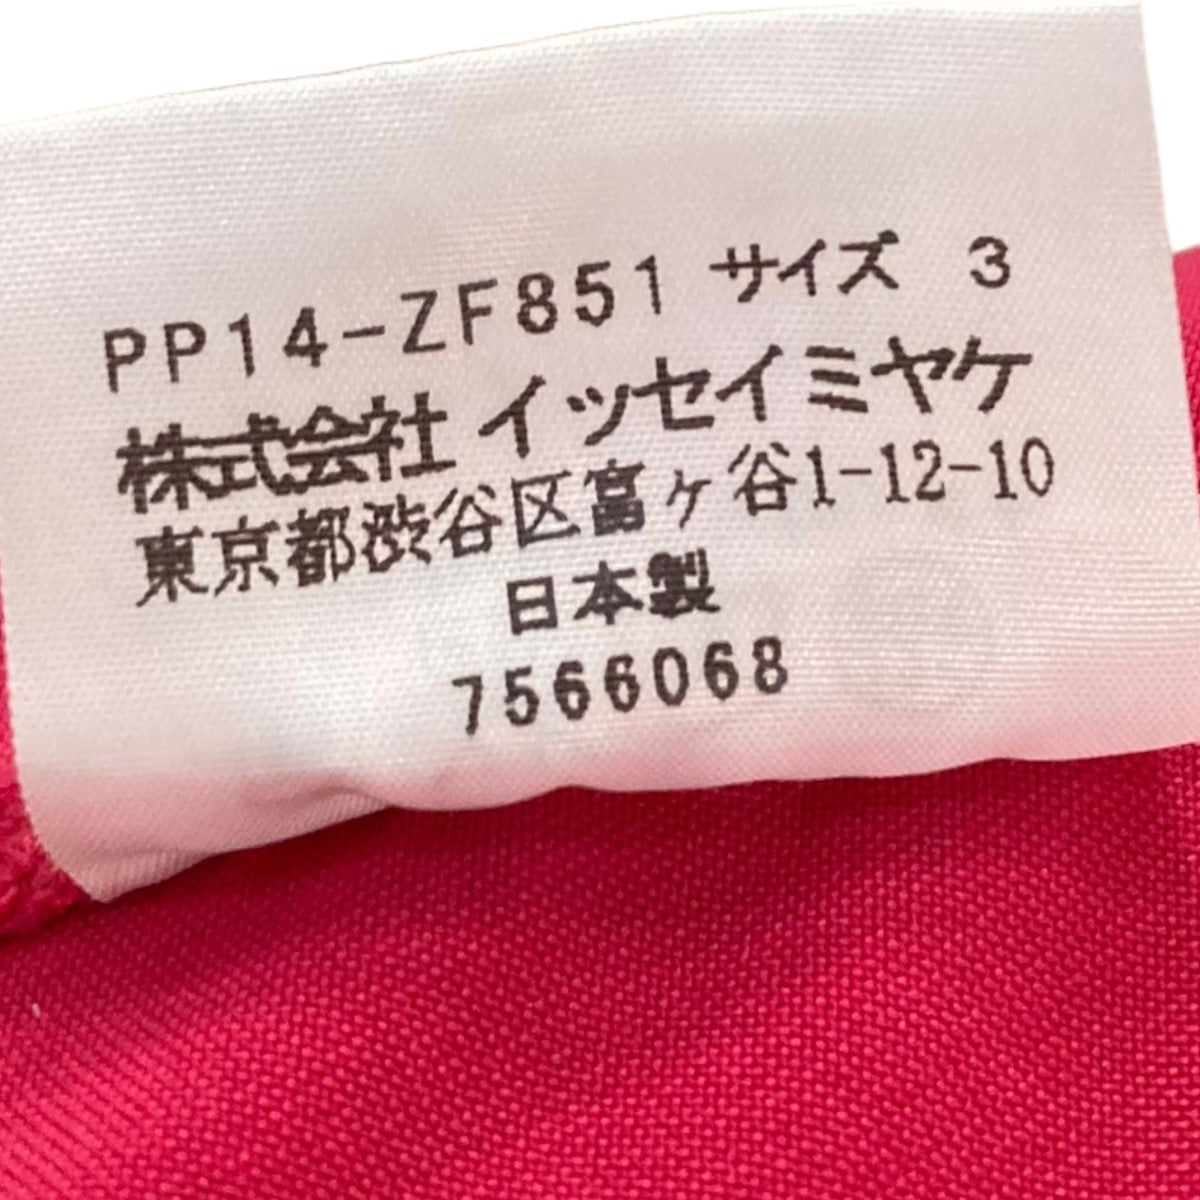 PP14-ZF851 サイズ 3
株式会社 イッセイミヤケ
東京都渋谷区富ヶ谷1-12-10
日本製
7566068